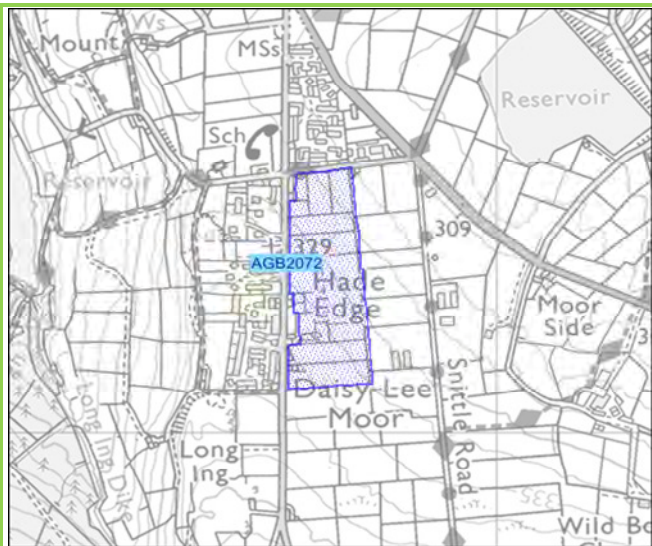 Ws
Mount
MSs
Reservoir
Sch
Reservoir
309
329
AGB2072
Hade
Edge
Moor
Side
Daisy Lee
Moor
Snittle Road
Long Ing Dike
Long
Ing
335
Wild Bo